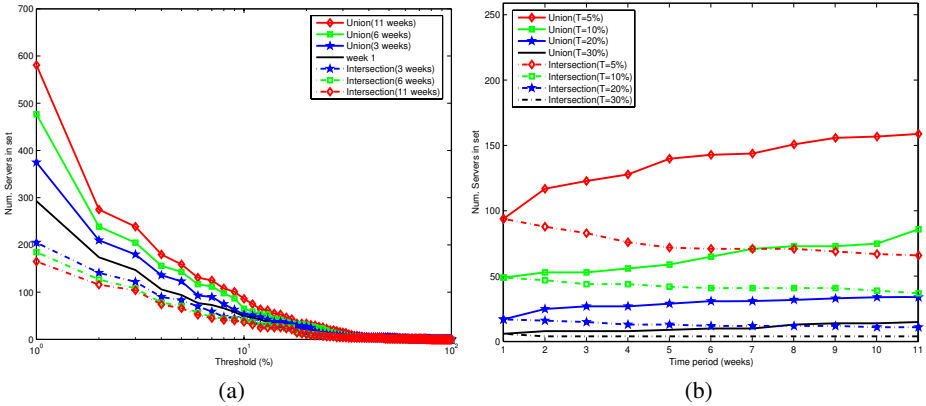 700
600
500
400
300
200
100
0
10^0
10^1
10^2
Threshold (%)
Num. Servers in set
Union(11 weeks)
Union(6 weeks)
Union(3 weeks)
week 1
Intersection(3 weeks)
Intersection(6 weeks)
Intersection(11 weeks)
(a)
250
200
150
100
50
0
1 2 3 4 5 6 7 8 9 10 11
Time period (weeks)
Num. Servers in set
Union(T=5%)
Union(T=10%)
Union(T=20%)
Union(T=30%)
Intersection(T=5%)
Intersection(T=10%)
Intersection(T=20%)
Intersection(T=30%)
(b)